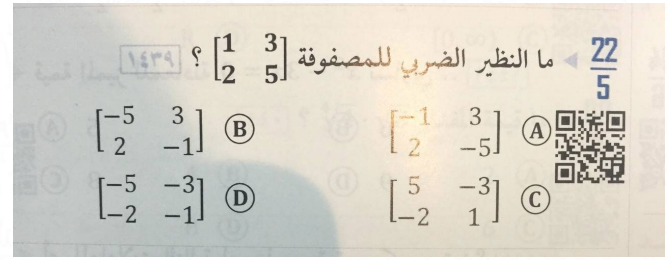 22/5 ◄ ما النظير الضربي للمصفوفة [1 3; 2 5] ؟ ١٤٣٩
A [-1 3; 2 -5] B [-5 3; 2 -1]
C [5 -3; -2 1] D [-5 -3; -2 -1]